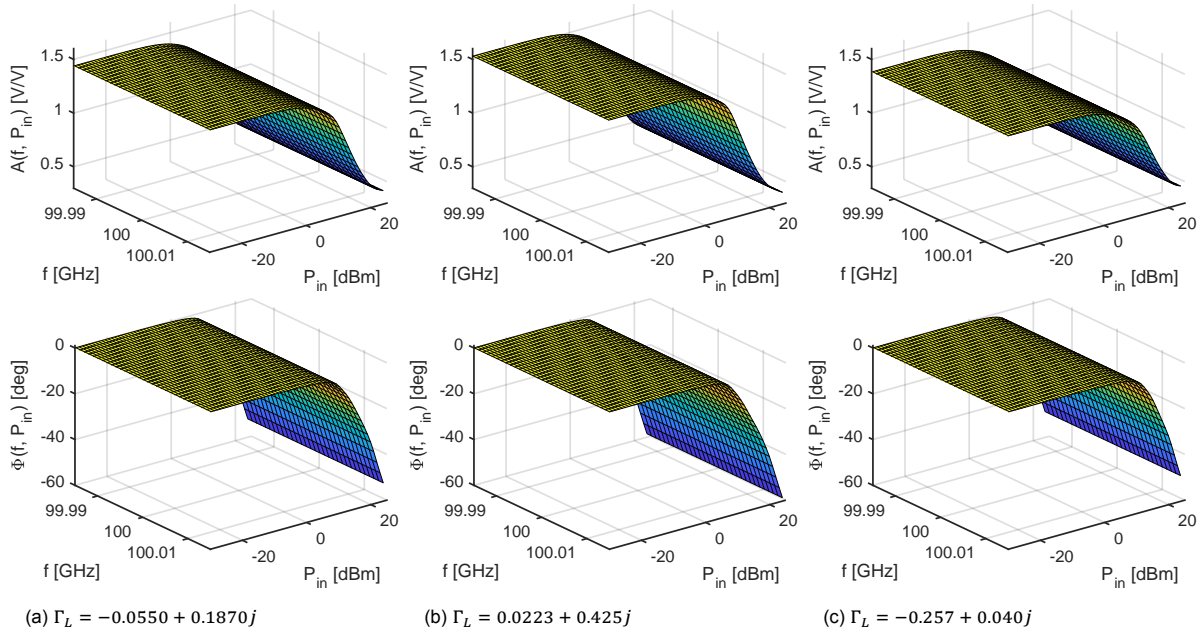 A(f, P_in) [V/V]
1.5
1
0.5
99.99
100
100.01
f [GHz]
-20
0
20
P_in [dBm]
A(f, P_in) [V/V]
1.5
1
0.5
99.99
100
100.01
f [GHz]
-20
0
20
P_in [dBm]
A(f, P_in) [V/V]
1.5
1
0.5
99.99
100
100.01
f [GHz]
-20
0
20
P_in [dBm]
Φ(f, P_in) [deg]
0
-20
-40
-60
99.99
100
100.01
f [GHz]
-20
0
20
P_in [dBm]
Φ(f, P_in) [deg]
0
-20
-40
-60
99.99
100
100.01
f [GHz]
-20
0
20
P_in [dBm]
Φ(f, P_in) [deg]
0
-20
-40
-60
99.99
100
100.01
f [GHz]
-20
0
20
P_in [dBm]
(a) Γ_L = −0.0550 + 0.1870j
(b) Γ_L = 0.0223 + 0.425j
(c) Γ_L = −0.257 + 0.040j